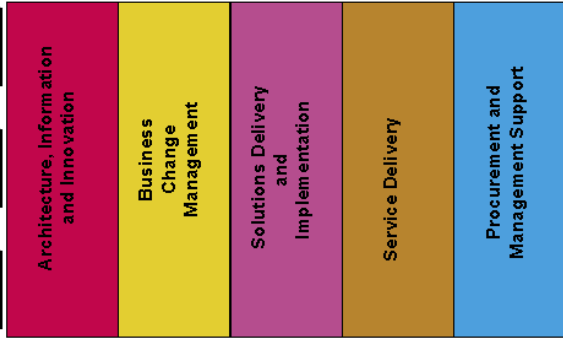 Architecture, Information
and Innovation
Business
Change
Management
Solutions Delivery
and
Implementation
Service Delivery
Procurement and
Management Support